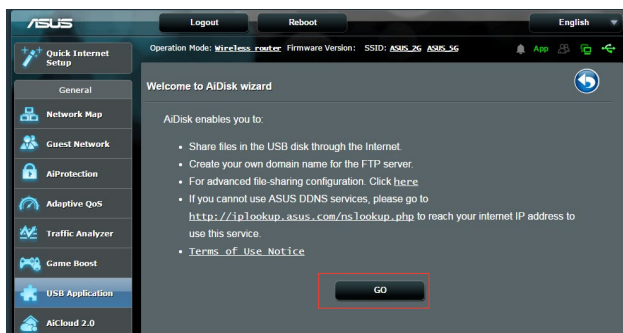 ASUS
Logout
Reboot
English
Quick Internet
Setup
Operation Mode: Wireless router Firmware Version: SSID: ASUS_2G ASUS_5G
App
General
Welcome to AiDisk wizard
Network Map
AiDisk enables you to:
Guest Network
Share files in the USB disk through the Internet.
Create your own domain name for the FTP server.
AiProtection
For advanced file-sharing configuration. Click here
If you cannot use ASUS DDNS services, please go to
Adaptive QoS
http://iplookup.asus.com/nslookup.php to reach your internet IP address to
use this service.
Traffic Analyzer
Terms of Use Notice
Game Boost
GO
USB Application
AiCloud 2.0